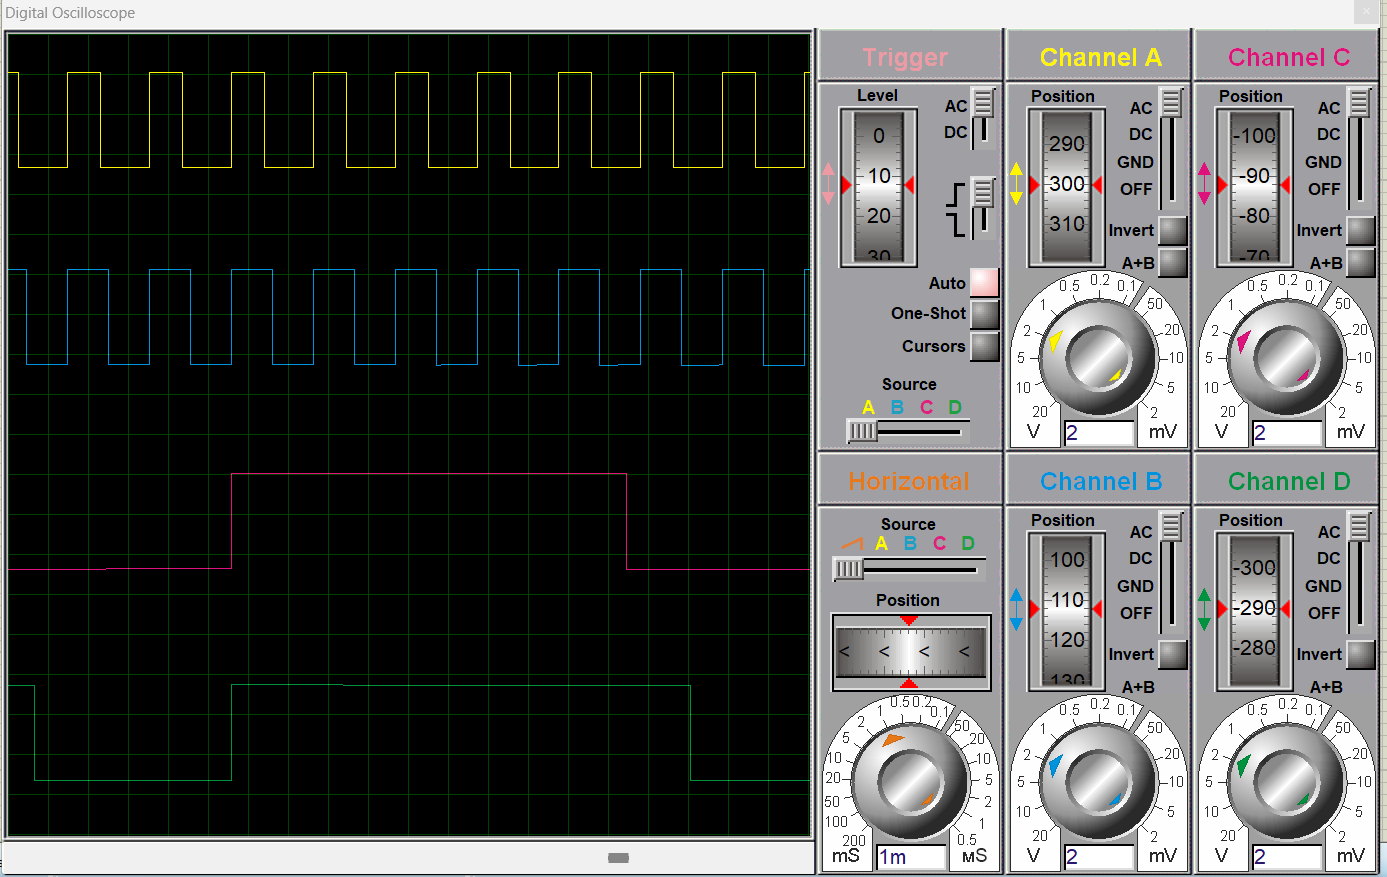 Digital Oscilloscope
Trigger
Level
AC
DC
0
10
20
30
Auto
One-Shot
Cursors
Source
A B C D
Channel A
Position
290
300
310
AC
DC
GND
OFF
Invert
A+B
20
10
5
2
1
0.5
0.2
0.1
50
20
10
5
2
V
2
mV
Channel C
Position
-100
-90
-80
-70
AC
DC
GND
OFF
Invert
A+B
20
10
5
2
1
0.5
0.2
0.1
50
20
10
5
2
V
2
mV
Horizontal
Source
A B C D
Position
< < < <
200
100
50
20
10
5
2
1
0.5
0.2
0.1
50
20
10
5
2
1
0.5
mS
1m
мS
Channel B
Position
100
110
120
130
AC
DC
GND
OFF
Invert
A+B
20
10
5
2
1
0.5
0.2
0.1
50
20
10
5
2
V
2
mV
Channel D
Position
-300
-290
-280
AC
DC
GND
OFF
Invert
A+B
20
10
5
2
1
0.5
0.2
0.1
50
20
10
5
2
V
2
mV